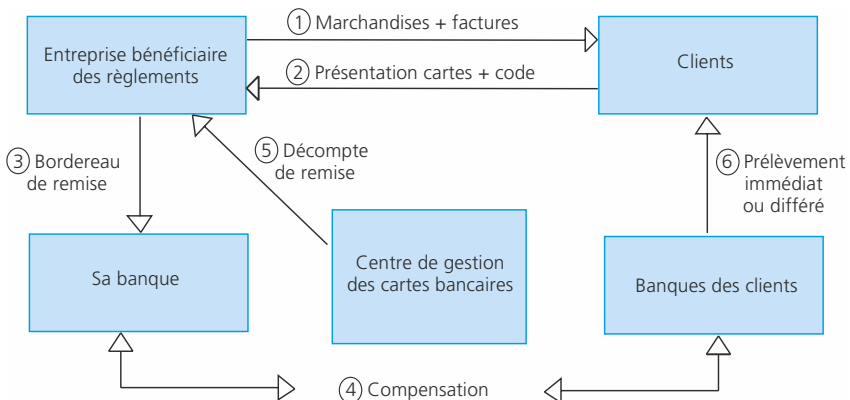 ① Marchandises + factures
Entreprise bénéficiaire
des règlements
Clients
② Présentation cartes + code
③ Bordereau
de remise
⑤ Décompte
de remise
⑥ Prélèvement
immédiat
ou différé
Sa banque
Centre de gestion
des cartes bancaires
Banques des clients
④ Compensation